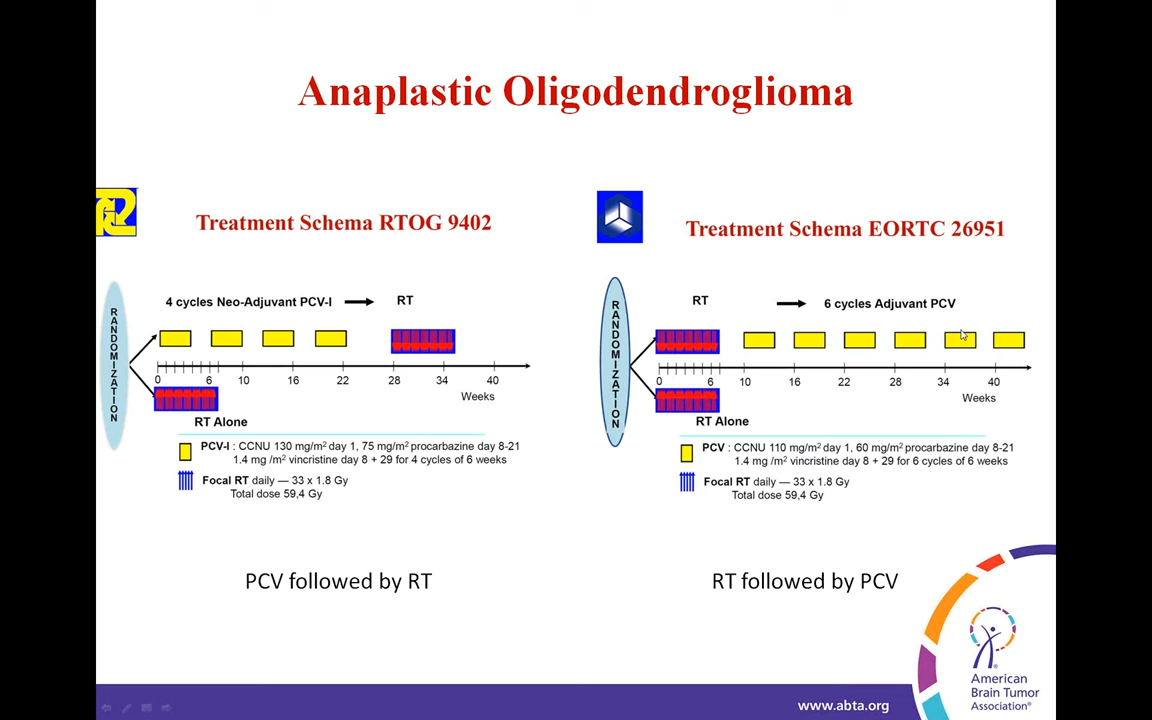 Anaplastic Oligodendroglioma
Treatment Schema RTOG 9402
RANDOMIZATION
4 cycles Neo-Adjuvant PCV-I
RT
0 6 10 16 22 28 34 40
Weeks
RT Alone
PCV-I : CCNU 130 mg/m² day 1, 75 mg/m² procarbazine day 8-21
1.4 mg /m² vincristine day 8 + 29 for 4 cycles of 6 weeks
Focal RT daily — 33 x 1.8 Gy
Total dose 59,4 Gy
PCV followed by RT
Treatment Schema EORTC 26951
RANDOMIZATION
RT
6 cycles Adjuvant PCV
0 6 10 16 22 28 34 40
Weeks
RT Alone
PCV : CCNU 110 mg/m² day 1, 60 mg/m² procarbazine day 8-21
1.4 mg /m² vincristine day 8 + 29 for 6 cycles of 6 weeks
Focal RT daily — 33 x 1.8 Gy
Total dose 59,4 Gy
RT followed by PCV
www.abta.org
American
Brain Tumor
Association®